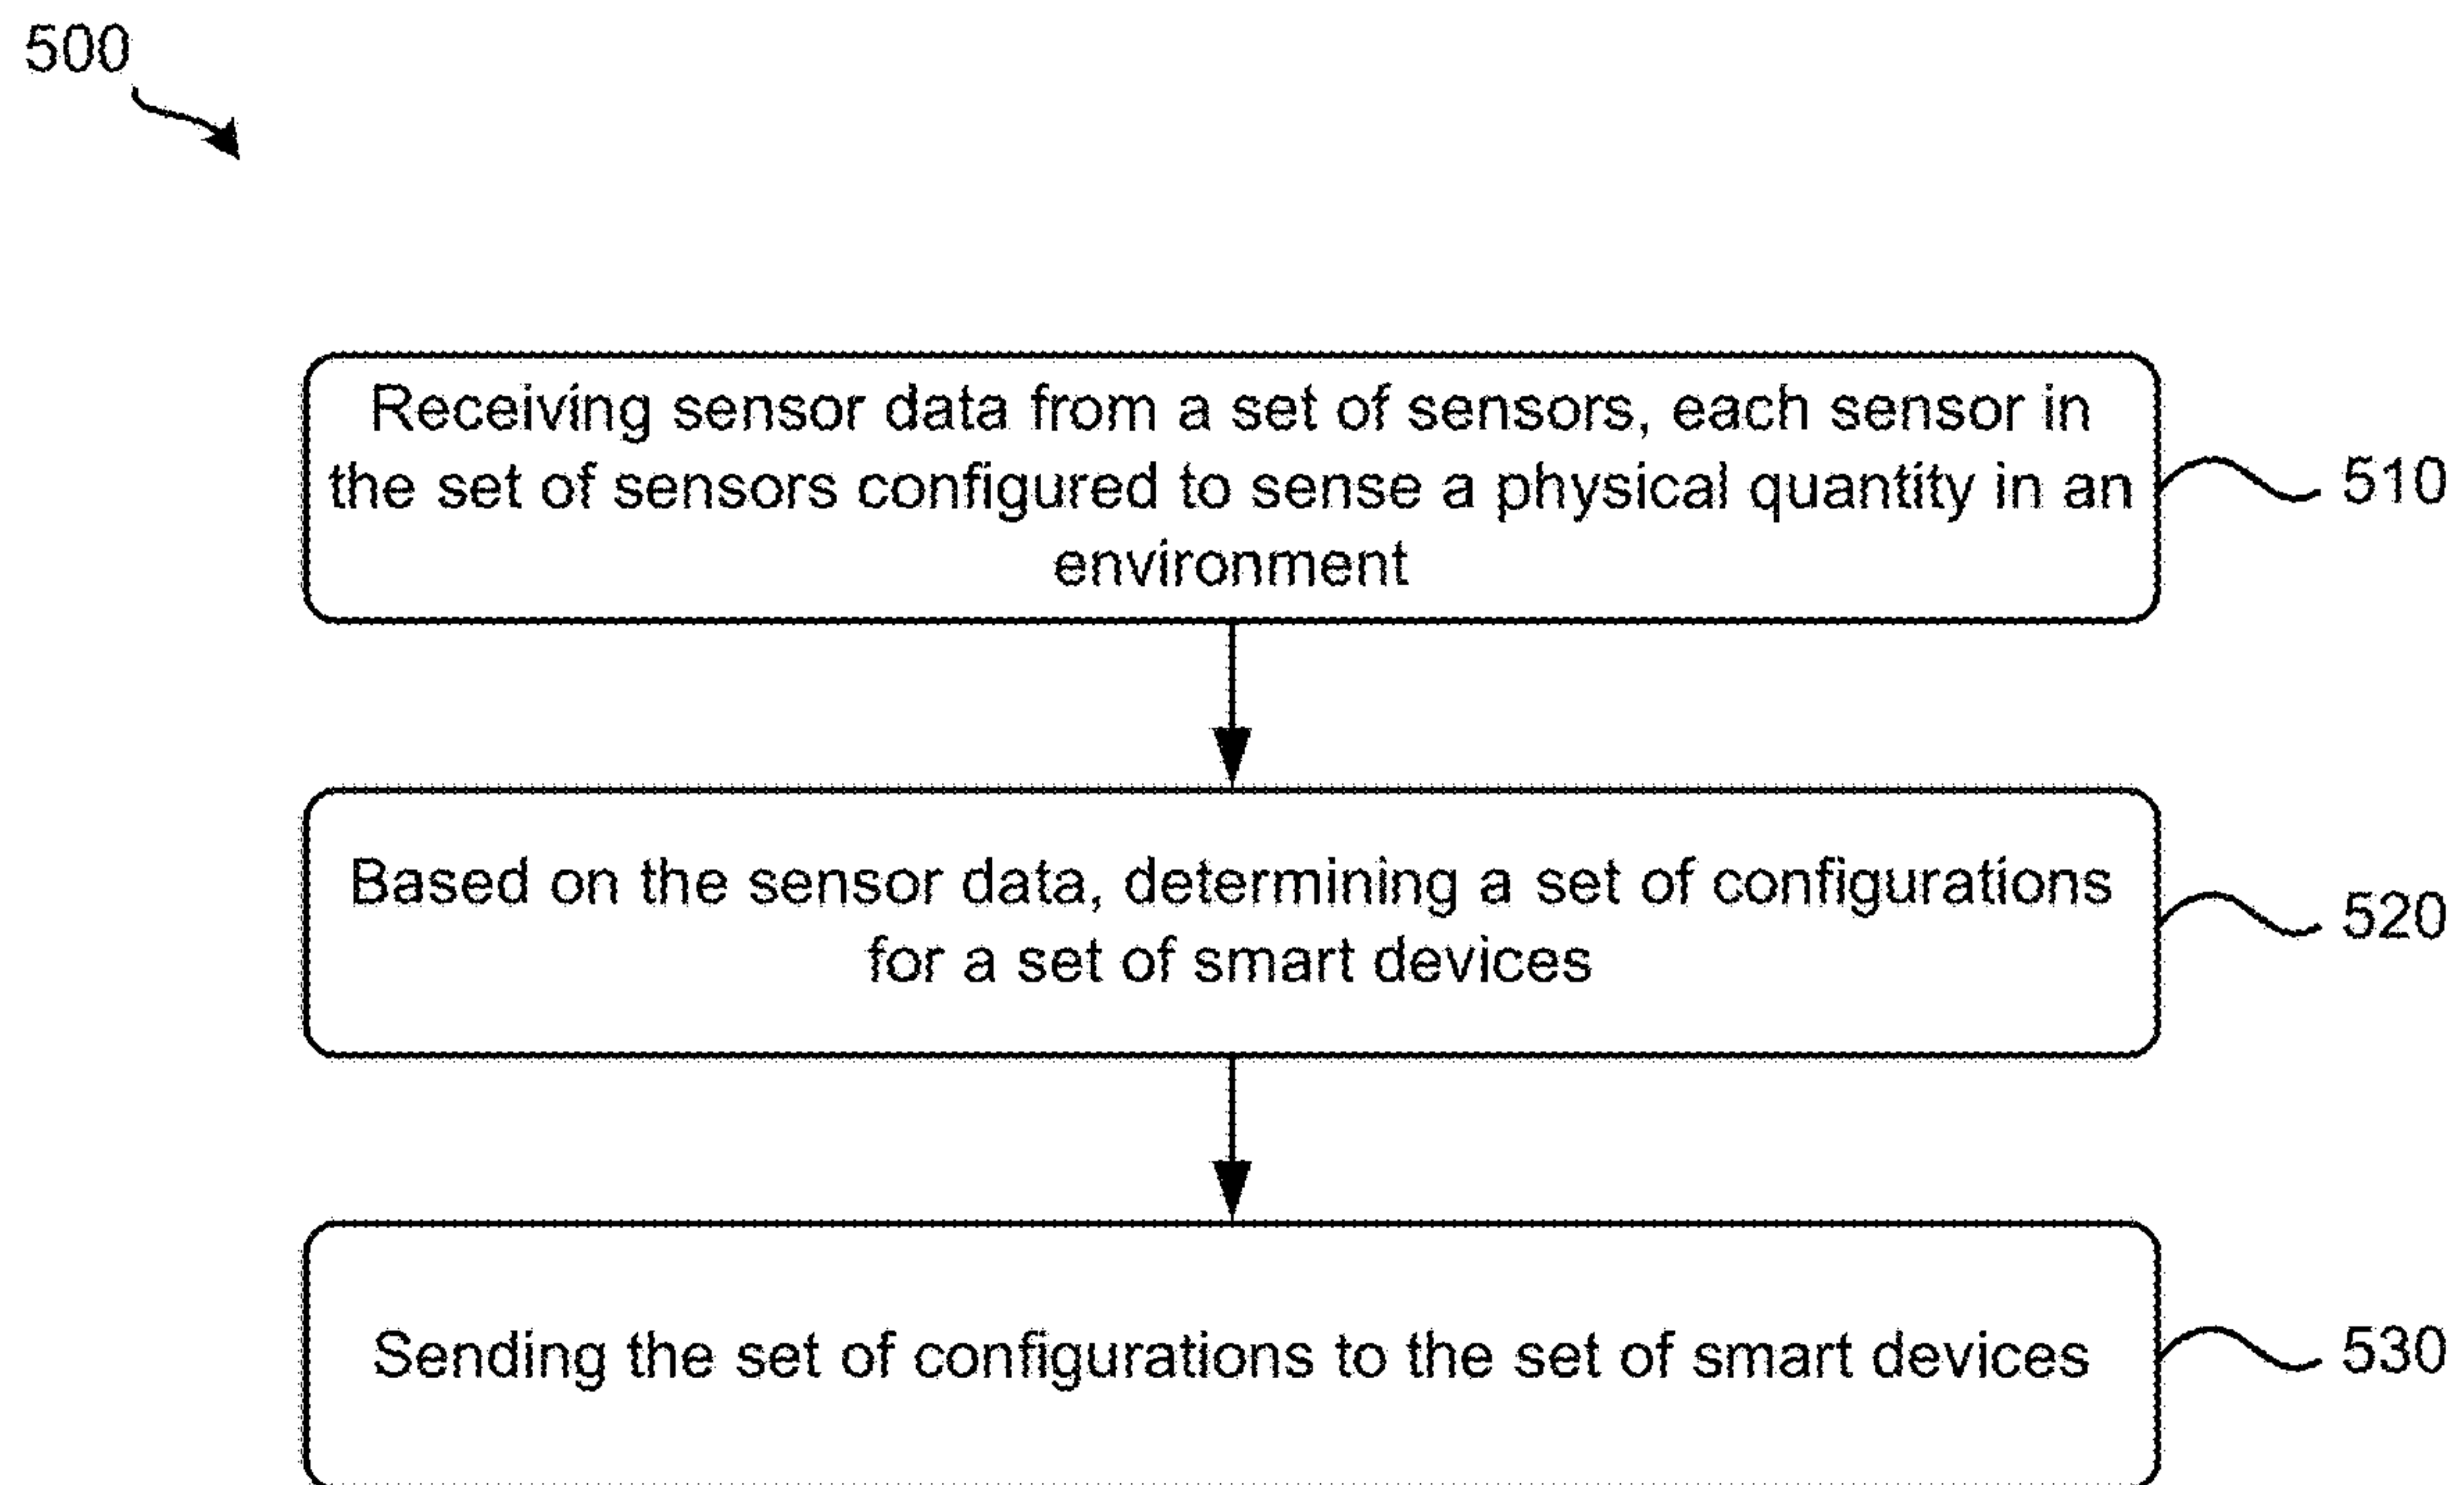 500
Receiving sensor data from a set of sensors, each sensor in
the set of sensors configured to sense a physical quantity in an
environment
510
Based on the sensor data, determining a set of configurations
for a set of smart devices
520
Sending the set of configurations to the set of smart devices
530